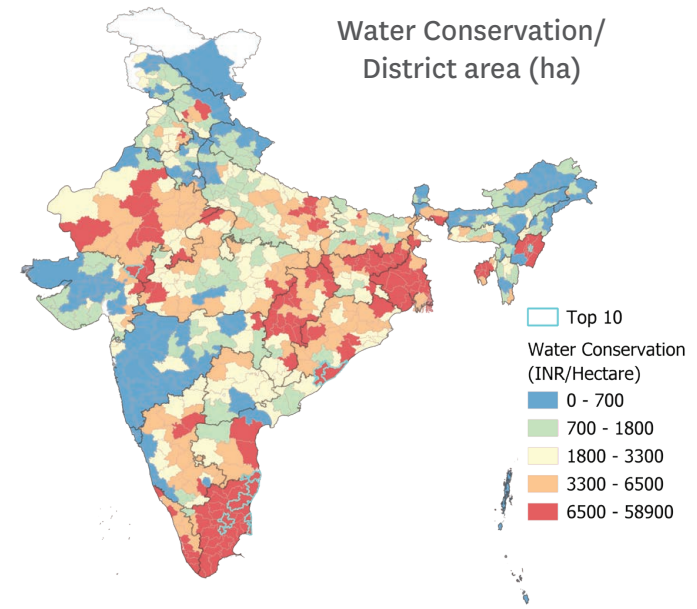 Water Conservation/
District area (ha)
Top 10
Water Conservation
(INR/Hectare)
0 - 700
700 - 1800
1800 - 3300
3300 - 6500
6500 - 58900